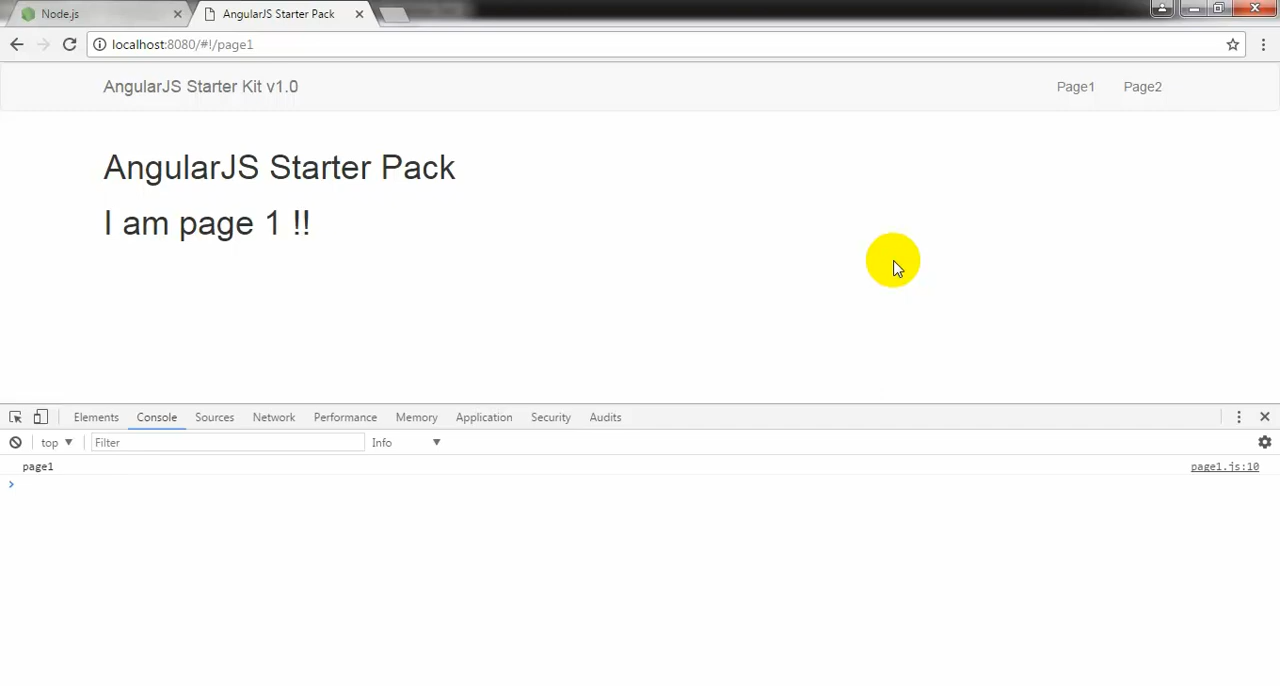 Node.js AngularJS Starter Pack
localhost:8080/#!/page1
AngularJS Starter Kit v1.0 Page1 Page2
AngularJS Starter Pack
I am page 1 !!
Elements Console Sources Network Performance Memory Application Security Audits
top Filter Info
page1 page1.js:10